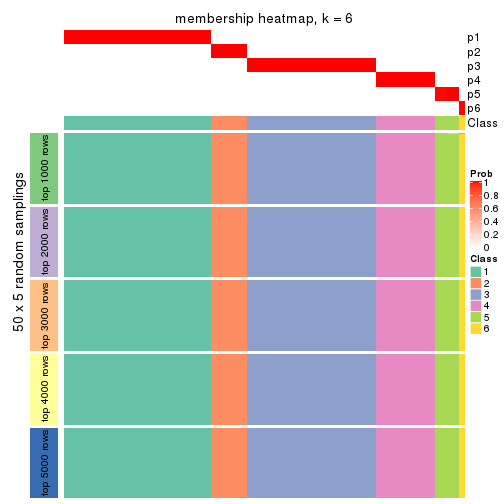 membership heatmap, k = 6
p1
p2
p3
p4
p5
p6
Class
50 x 5 random samplings
top 1000 rows
top 2000 rows
top 3000 rows
top 4000 rows
top 5000 rows
Prob
1
0.8
0.6
0.4
0.2
0
Class
1
2
3
4
5
6